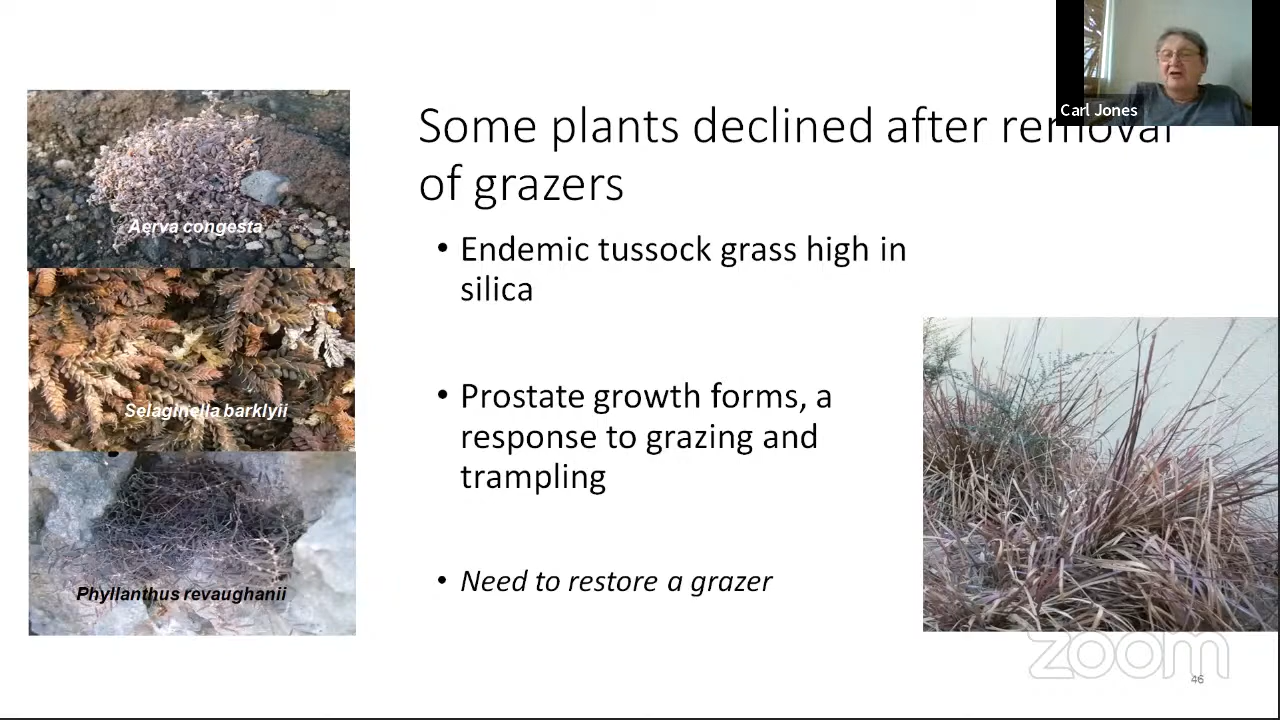 Carl Jones
Some plants declined after removal
of grazers
Aerva congesta
• Endemic tussock grass high in
silica
Selaginella barklyii
• Prostate growth forms, a
response to grazing and
trampling
Phyllanthus revaughanii
• Need to restore a grazer
zoom
46